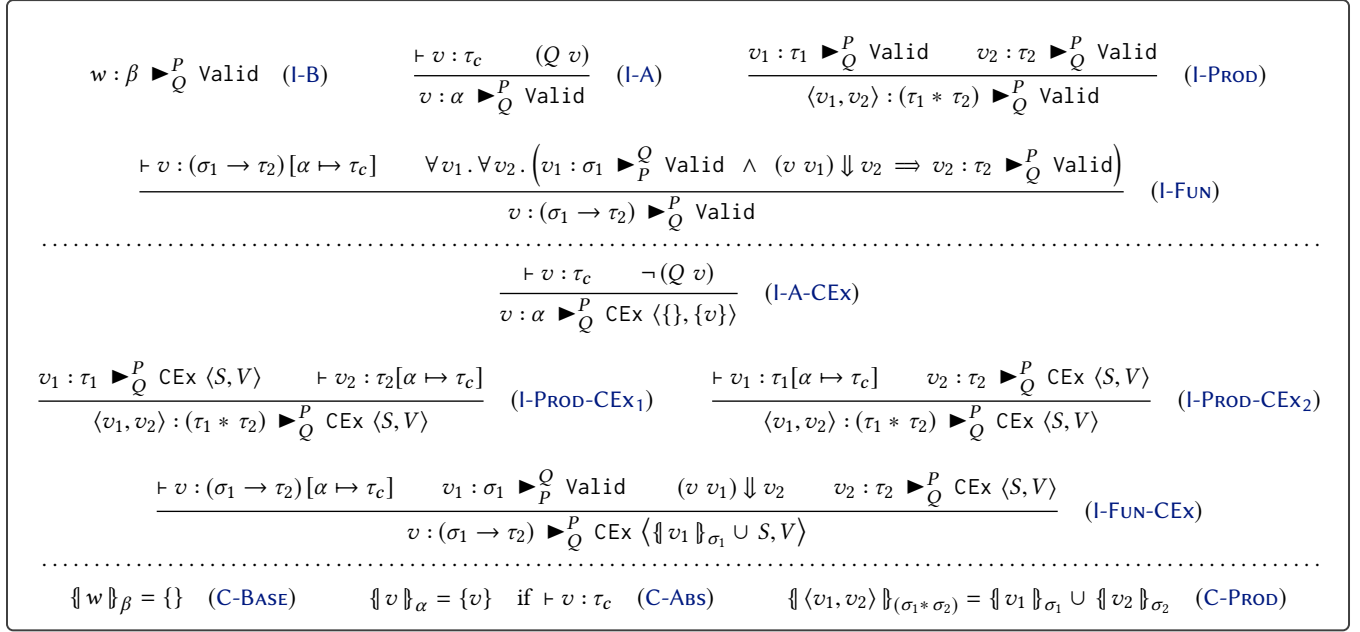 w : β ▶^P_Q Valid (I-B)    ⊢ v : τ_c    (Q v)    (I-A)    v_1 : τ_1 ▶^P_Q Valid    v_2 : τ_2 ▶^P_Q Valid    (I-Prod)
v : α ▶^P_Q Valid    ⟨v_1, v_2⟩ : (τ_1 * τ_2) ▶^P_Q Valid
⊢ v : (σ_1 → τ_2)[α ↦ τ_c]    ∀ v_1 . ∀ v_2 . (v_1 : σ_1 ▶^Q_P Valid ∧ (v v_1) ⇓ v_2 ⟹ v_2 : τ_2 ▶^P_Q Valid)
v : (σ_1 → τ_2) ▶^P_Q Valid    (I-Fun)
⊢ v : τ_c    ¬ (Q v)
v : α ▶^P_Q CEx ⟨{}, {v}⟩    (I-A-CEx)
v_1 : τ_1 ▶^P_Q CEx ⟨S, V⟩    ⊢ v_2 : τ_2[α ↦ τ_c]    (I-Prod-CEx_1)    ⊢ v_1 : τ_1[α ↦ τ_c]    v_2 : τ_2 ▶^P_Q CEx ⟨S, V⟩    (I-Prod-CEx_2)
⟨v_1, v_2⟩ : (τ_1 * τ_2) ▶^P_Q CEx ⟨S, V⟩    ⟨v_1, v_2⟩ : (τ_1 * τ_2) ▶^P_Q CEx ⟨S, V⟩
⊢ v : (σ_1 → τ_2)[α ↦ τ_c]    v_1 : σ_1 ▶^Q_P Valid    (v v_1) ⇓ v_2    v_2 : τ_2 ▶^P_Q CEx ⟨S, V⟩
v : (σ_1 → τ_2) ▶^P_Q CEx ⟨⦃ v_1 ⦄_{σ_1} ∪ S, V⟩    (I-Fun-CEx)
⦃ w ⦄_β = {} (C-Base)    ⦃ v ⦄_α = {v} if ⊢ v : τ_c (C-Abs)    ⦃ ⟨v_1, v_2⟩ ⦄_{(σ_1 * σ_2)} = ⦃ v_1 ⦄_{σ_1} ∪ ⦃ v_2 ⦄_{σ_2} (C-Prod)